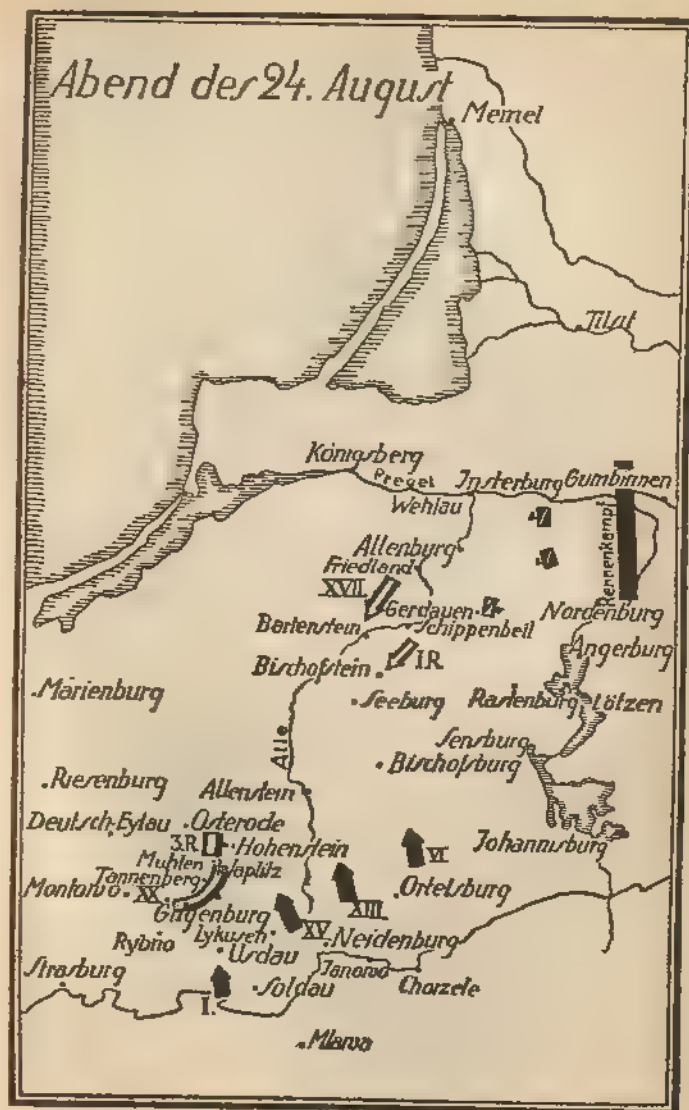 Abend des 24. August
Memel
Tilsit
Königsberg
Pregel
Insterburg
Gumbinnen
Wehlau
Rennenkampf
Allenburg
Friedland
XVII.
Gerdauen
Nordenburg
Bartenstein
Schippenbeil
Angerburg
Bischofstein
I.R.
Marienburg
Seeburg
Rastenburg
Lötzen
Alle
Sensburg
Bischofsburg
Riesenburg
Allenstein
Deutsch-Eylau
Osterode
3.R
Hohenstein
Johannisburg
Mühlen
Tannenberg
VI.
Montowo
XX.
Ortelsburg
Gilgenburg
XIII.
Lykusen
XV.
Neidenburg
Rybno
Usdau
Strasburg
Janowo
Soldau
Chorzele
I.
Mlawa